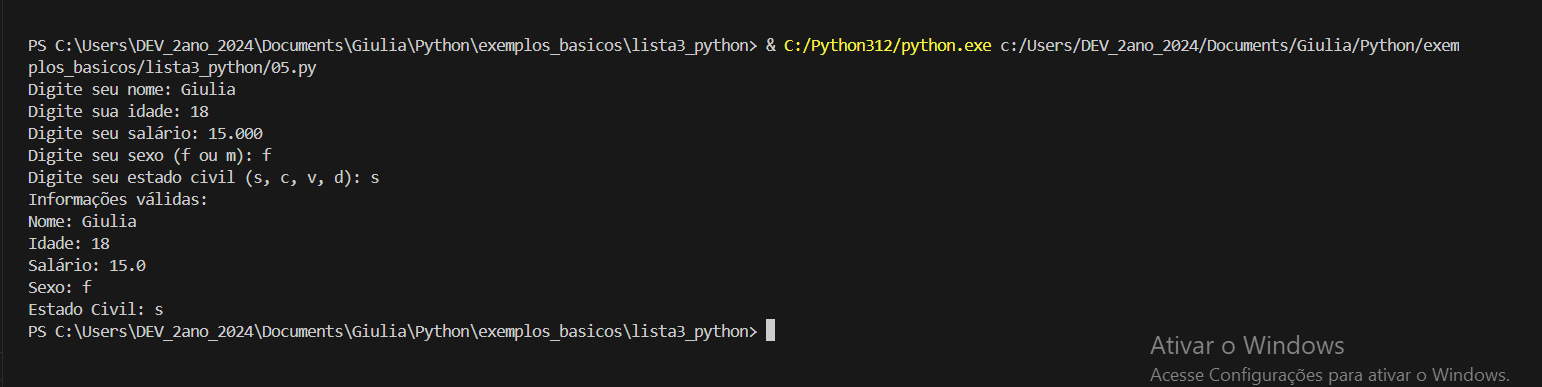 PS C:\Users\DEV_2ano_2024\Documents\Giulia\Python\exemplos_basicos\lista3_python> & C:/Python312/python.exe c:/Users/DEV_2ano_2024/Documents/Giulia/Python/exem
plos_basicos/lista3_python/05.py
Digite seu nome: Giulia
Digite sua idade: 18
Digite seu salário: 15.000
Digite seu sexo (f ou m): f
Digite seu estado civil (s, c, v, d): s
Informações válidas:
Nome: Giulia
Idade: 18
Salário: 15.0
Sexo: f
Estado Civil: s
PS C:\Users\DEV_2ano_2024\Documents\Giulia\Python\exemplos_basicos\lista3_python>
Ativar o Windows
Acesse Configurações para ativar o Windows.